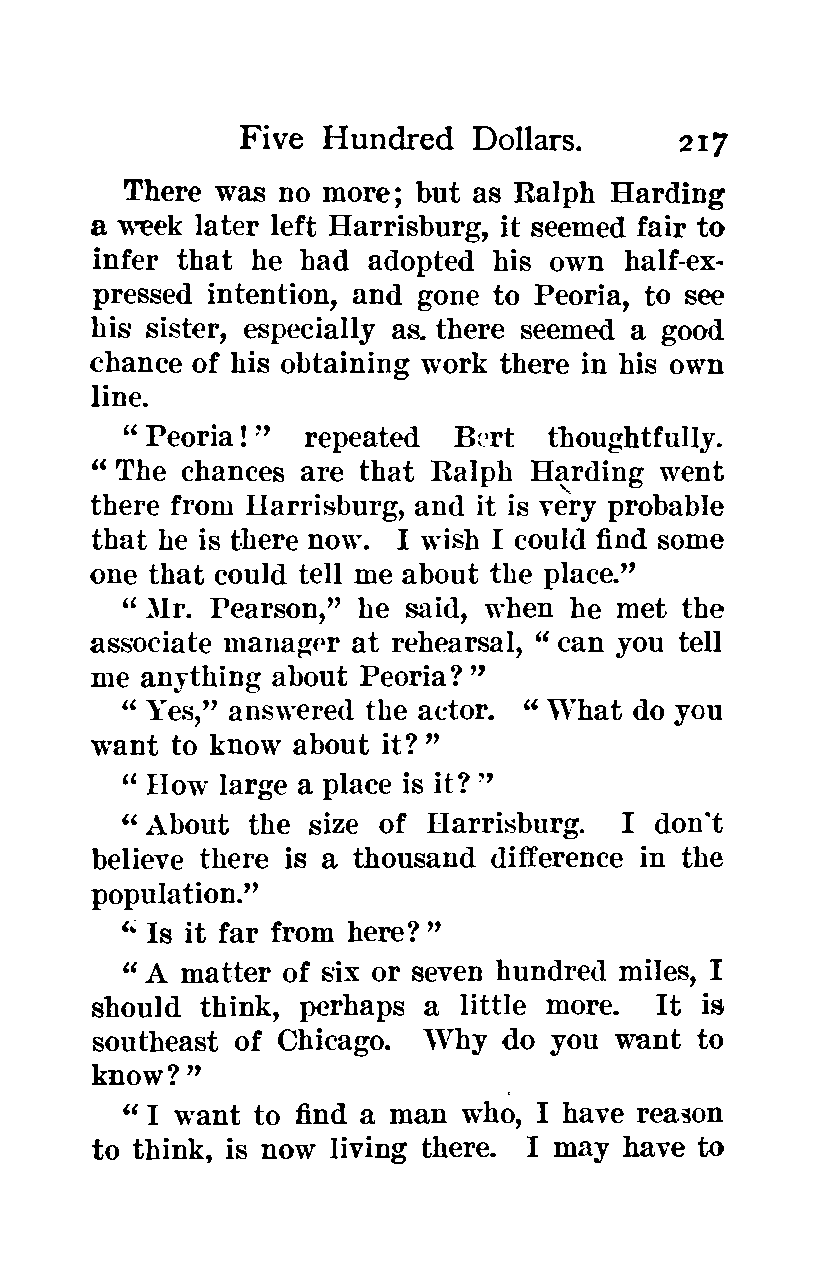 Five Hundred Dollars. 217
There was no more; but as Ralph Harding
a week later left Harrisburg, it seemed fair to
infer that he had adopted his own half-ex-
pressed intention, and gone to Peoria, to see
his sister, especially as. there seemed a good
chance of his obtaining work there in his own
line.
“Peoria!” repeated Bert thoughtfully.
“The chances are that Ralph Harding went
there from Harrisburg, and it is very probable
that he is there now. I wish I could find some
one that could tell me about the place.”
“Mr. Pearson,” he said, when he met the
associate manager at rehearsal, “can you tell
me anything about Peoria?”
“Yes,” answered the actor. “What do you
want to know about it?”
“How large a place is it?”
“About the size of Harrisburg. I don't
believe there is a thousand difference in the
population.”
“Is it far from here?”
“A matter of six or seven hundred miles, I
should think, perhaps a little more. It is
southeast of Chicago. Why do you want to
know?”
“I want to find a man who, I have reason
to think, is now living there. I may have to